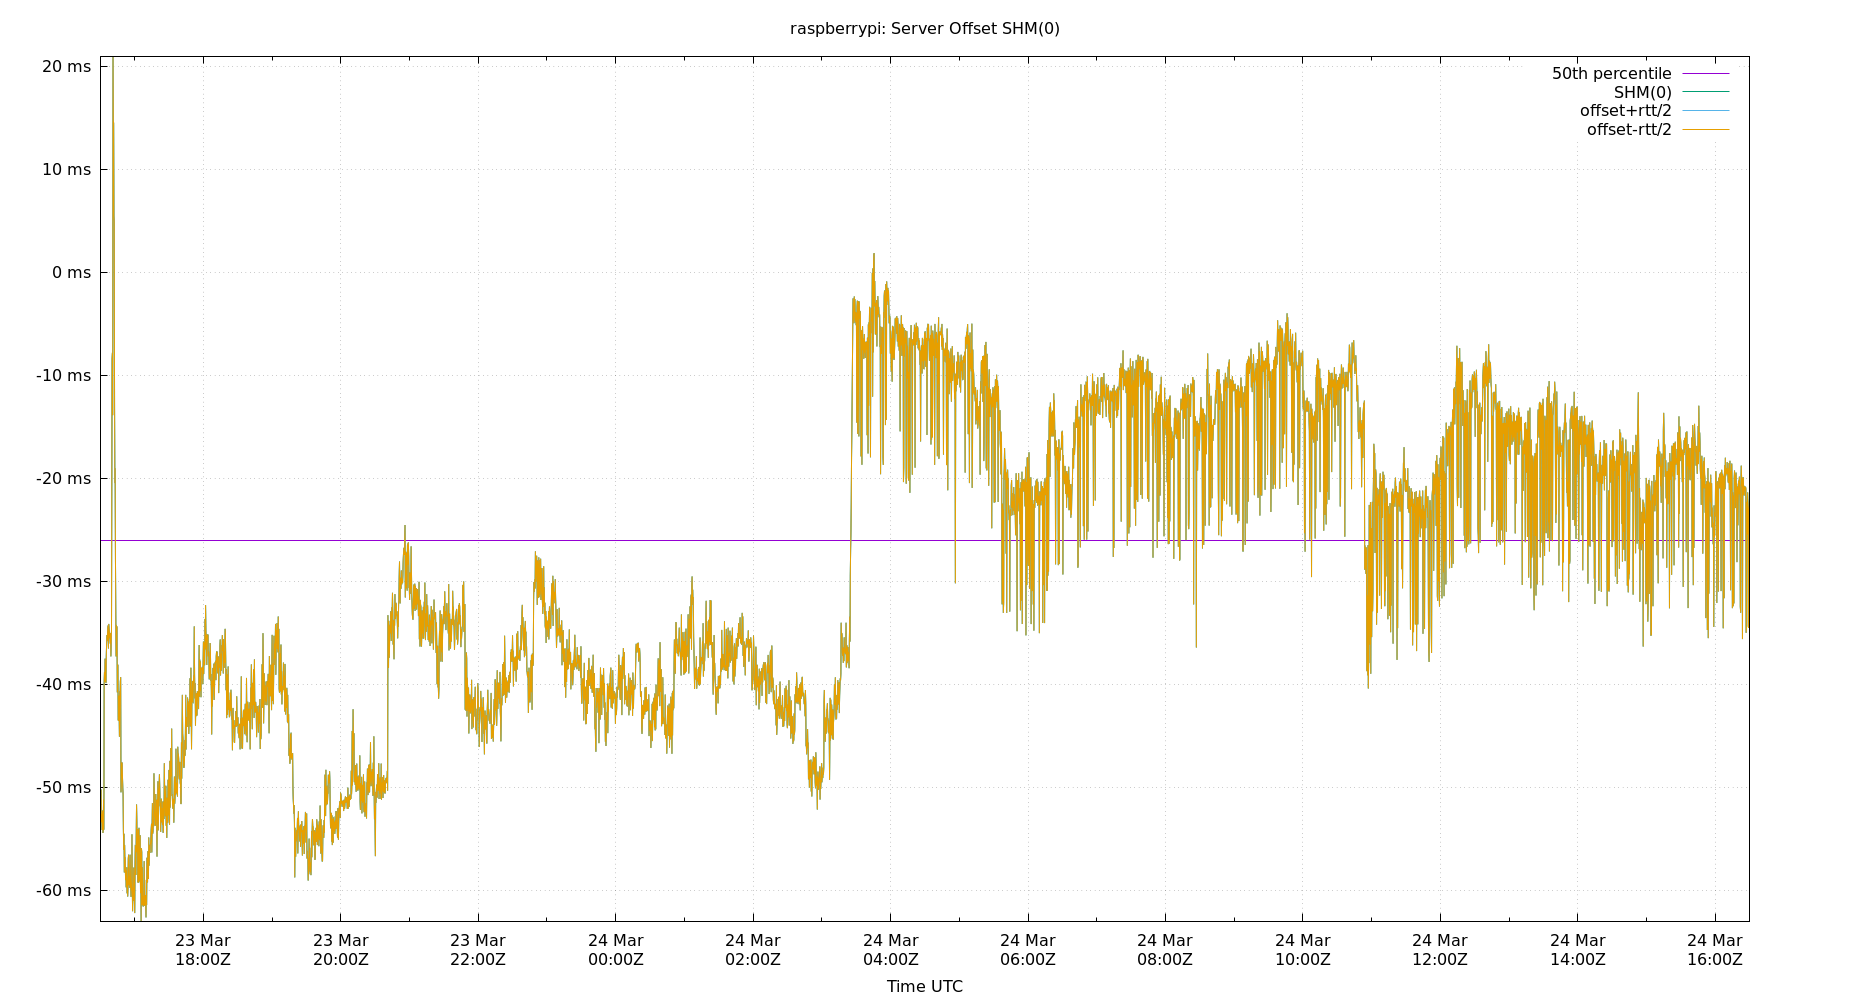 raspberrypi: Server Offset SHM(0)
50th percentile
SHM(0)
offset+rtt/2
offset-rtt/2
20 ms
10 ms
0 ms
-10 ms
-20 ms
-30 ms
-40 ms
-50 ms
-60 ms
23 Mar 23 Mar 23 Mar 24 Mar 24 Mar 24 Mar 24 Mar 24 Mar 24 Mar 24 Mar 24 Mar 24 Mar
18:00Z 20:00Z 22:00Z 00:00Z 02:00Z 04:00Z 06:00Z 08:00Z 10:00Z 12:00Z 14:00Z 16:00Z
Time UTC